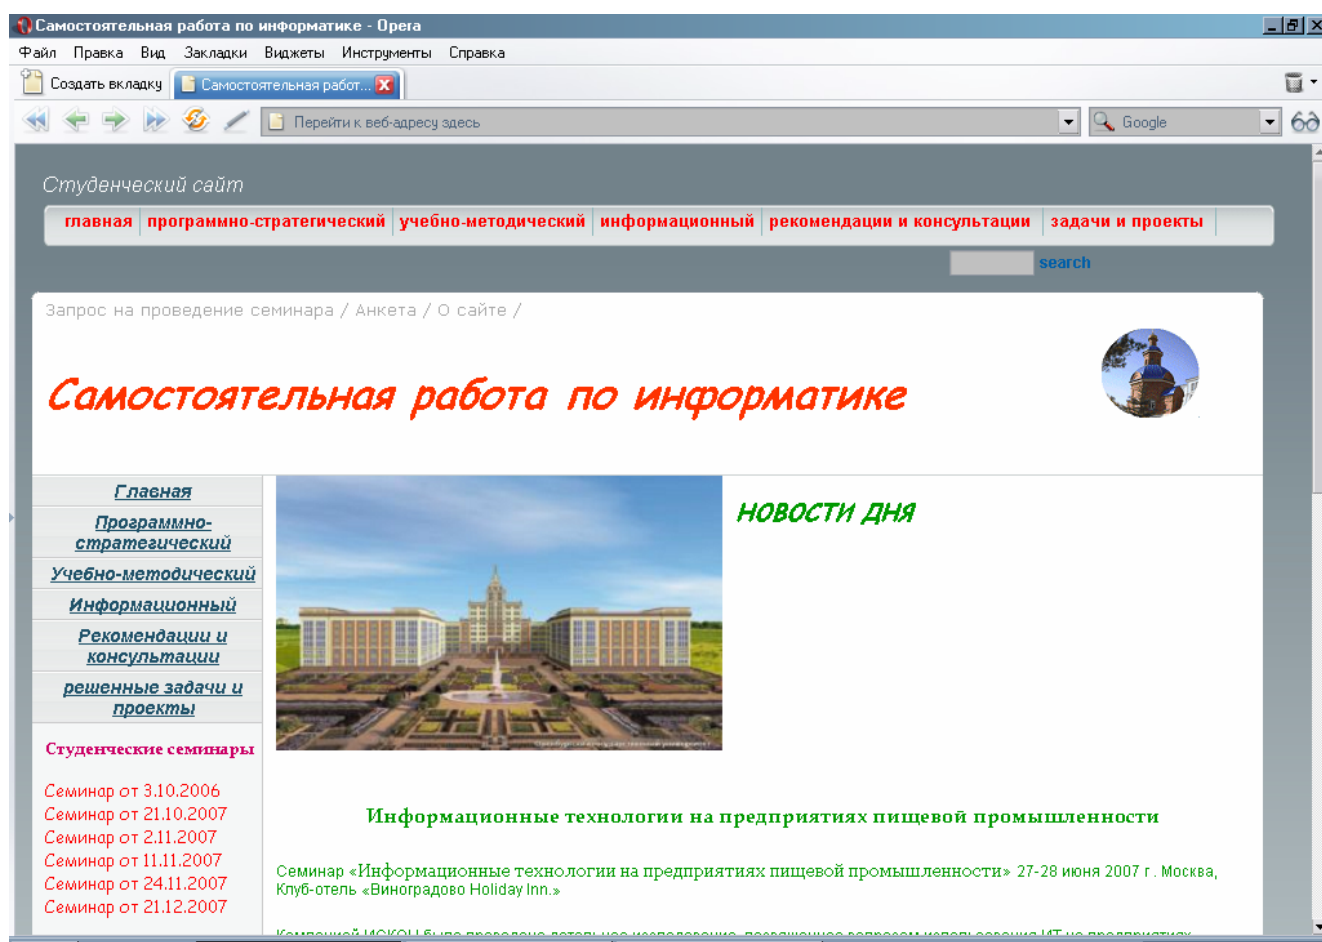 Самостоятельная работа по информатике - Opera
Файл Правка Вид Закладки Виджеты Инструменты Справка
Создать вкладку Самостоятельная работ...
Перейти к веб-адресу здесь Google
Студенческий сайт
главная программно-стратегический учебно-методический информационный рекомендации и консультации задачи и проекты
search
Запрос на проведение семинара / Анкета / О сайте /
Самостоятельная работа по информатике
Главная
Программно-
стратегический
Учебно-методический
Информационный
Рекомендации и
консультации
решенные задачи и
проекты
Студенческие семинары
Семинар от 3.10.2006
Семинар от 21.10.2007
Семинар от 2.11.2007
Семинар от 11.11.2007
Семинар от 24.11.2007
Семинар от 21.12.2007
новости дня
Информационные технологии на предприятиях пищевой промышленности
Семинар «Информационные технологии на предприятиях пищевой промышленности» 27-28 июня 2007 г. Москва,
Клуб-отель «Виноградово Holiday Inn.»